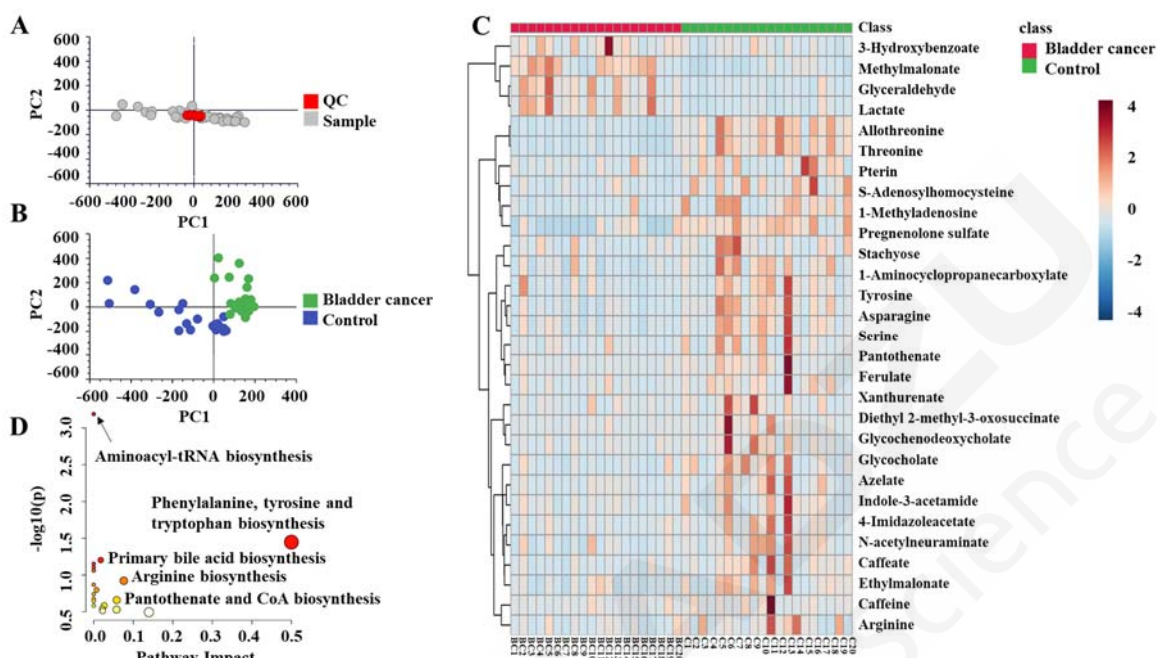 A
600
400
200
0
-200
-400
-600
PC2
-600 -400 -200 0 200 400 600
PC1
QC
Sample
B
600
400
200
0
-200
-400
-600
PC2
-600 -400 -200 0 200 400
PC1
Bladder cancer
Control
D
3.0
2.5
2.0
1.5
1.0
0.5
-log10(p)
Aminoacyl-tRNA biosynthesis
Phenylalanine, tyrosine and
tryptophan biosynthesis
Primary bile acid biosynthesis
Arginine biosynthesis
Pantothenate and CoA biosynthesis
0.0 0.1 0.2 0.3 0.4 0.5
Pathway Impact
C
Class
3-Hydroxybenzoate
Methylmalonate
Glyceraldehyde
Lactate
Allothreonine
Threonine
Pterin
S-Adenosylhomocysteine
1-Methyladenosine
Pregnenolone sulfate
Stachyose
1-Aminocyclopropanecarboxylate
Tyrosine
Asparagine
Serine
Pantothenate
Ferulate
Xanthurenate
Diethyl 2-methyl-3-oxosuccinate
Glycochenodeoxycholate
Glycocholate
Azelate
Indole-3-acetamide
4-Imidazoleacetate
N-acetylneuraminate
Caffeate
Ethylmalonate
Caffeine
Arginine
class
Bladder cancer
Control
4
2
0
-2
-4
science